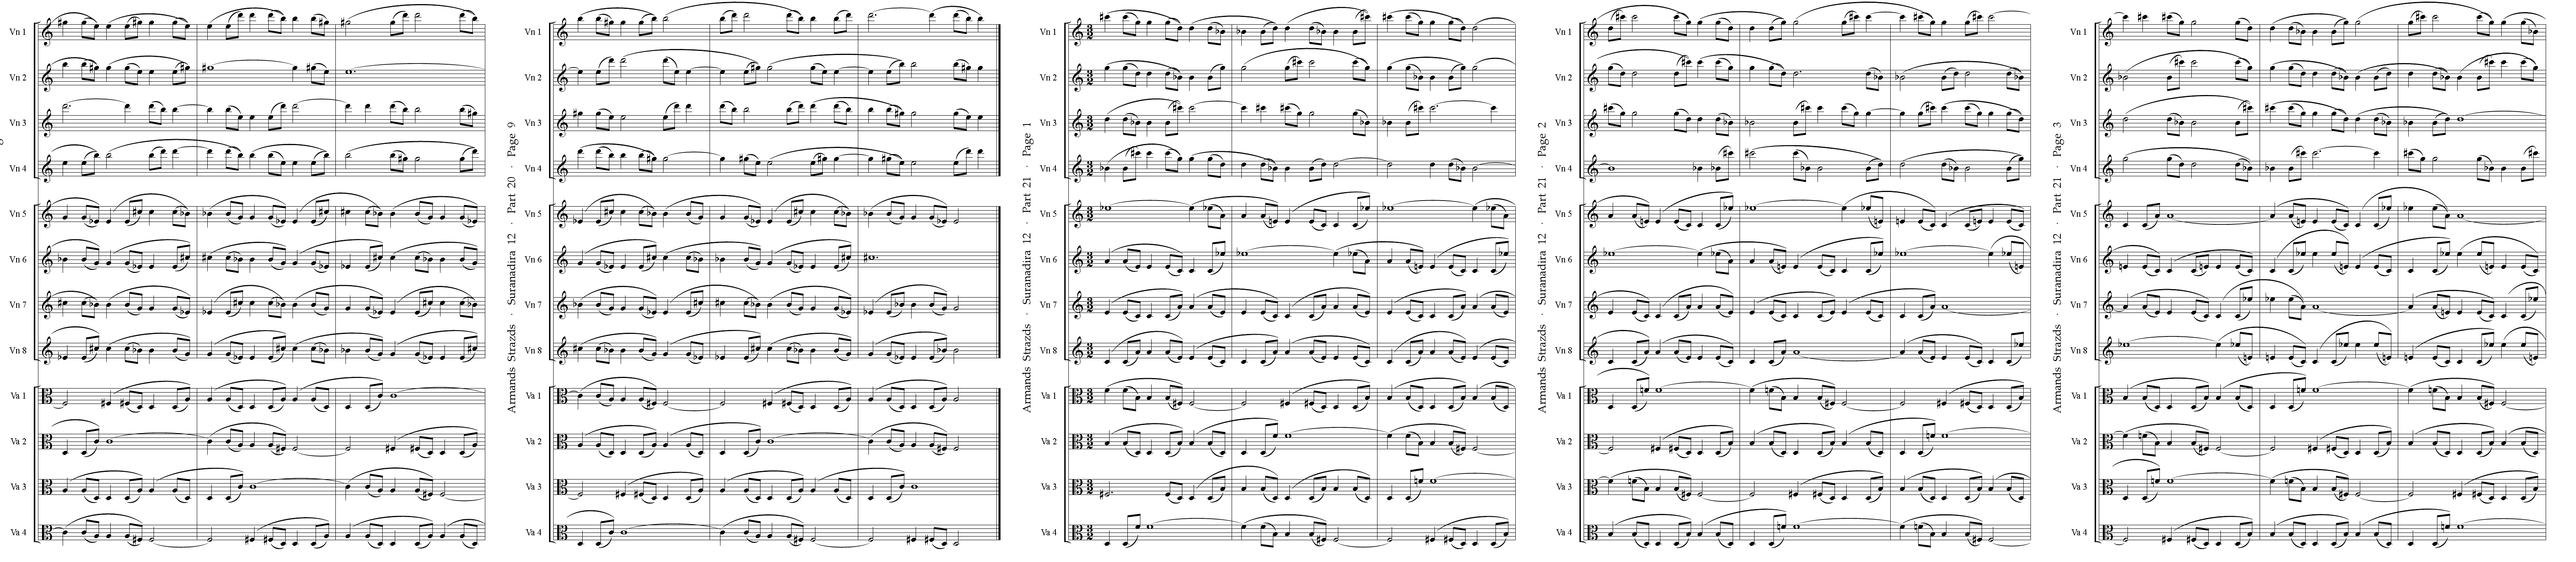 Vn 1
Vn 2
Vn 3
Vn 4
Vn 5
Vn 6
Vn 7
Vn 8
Va 1
Va 2
Va 3
Va 4
Armands Strazds · Suranadira 12 · Part 20 · Page 9
Vn 1
Vn 2
Vn 3
Vn 4
Vn 5
Vn 6
Vn 7
Vn 8
Va 1
Va 2
Va 3
Va 4
Armands Strazds · Suranadira 12 · Part 21 · Page 1
Vn 1
Vn 2
Vn 3
Vn 4
Vn 5
Vn 6
Vn 7
Vn 8
Va 1
Va 2
Va 3
Va 4
Armands Strazds · Suranadira 12 · Part 21 · Page 2
Vn 1
Vn 2
Vn 3
Vn 4
Vn 5
Vn 6
Vn 7
Vn 8
Va 1
Va 2
Va 3
Va 4
Armands Strazds · Suranadira 12 · Part 21 · Page 3
Vn 1
Vn 2
Vn 3
Vn 4
Vn 5
Vn 6
Vn 7
Vn 8
Va 1
Va 2
Va 3
Va 4